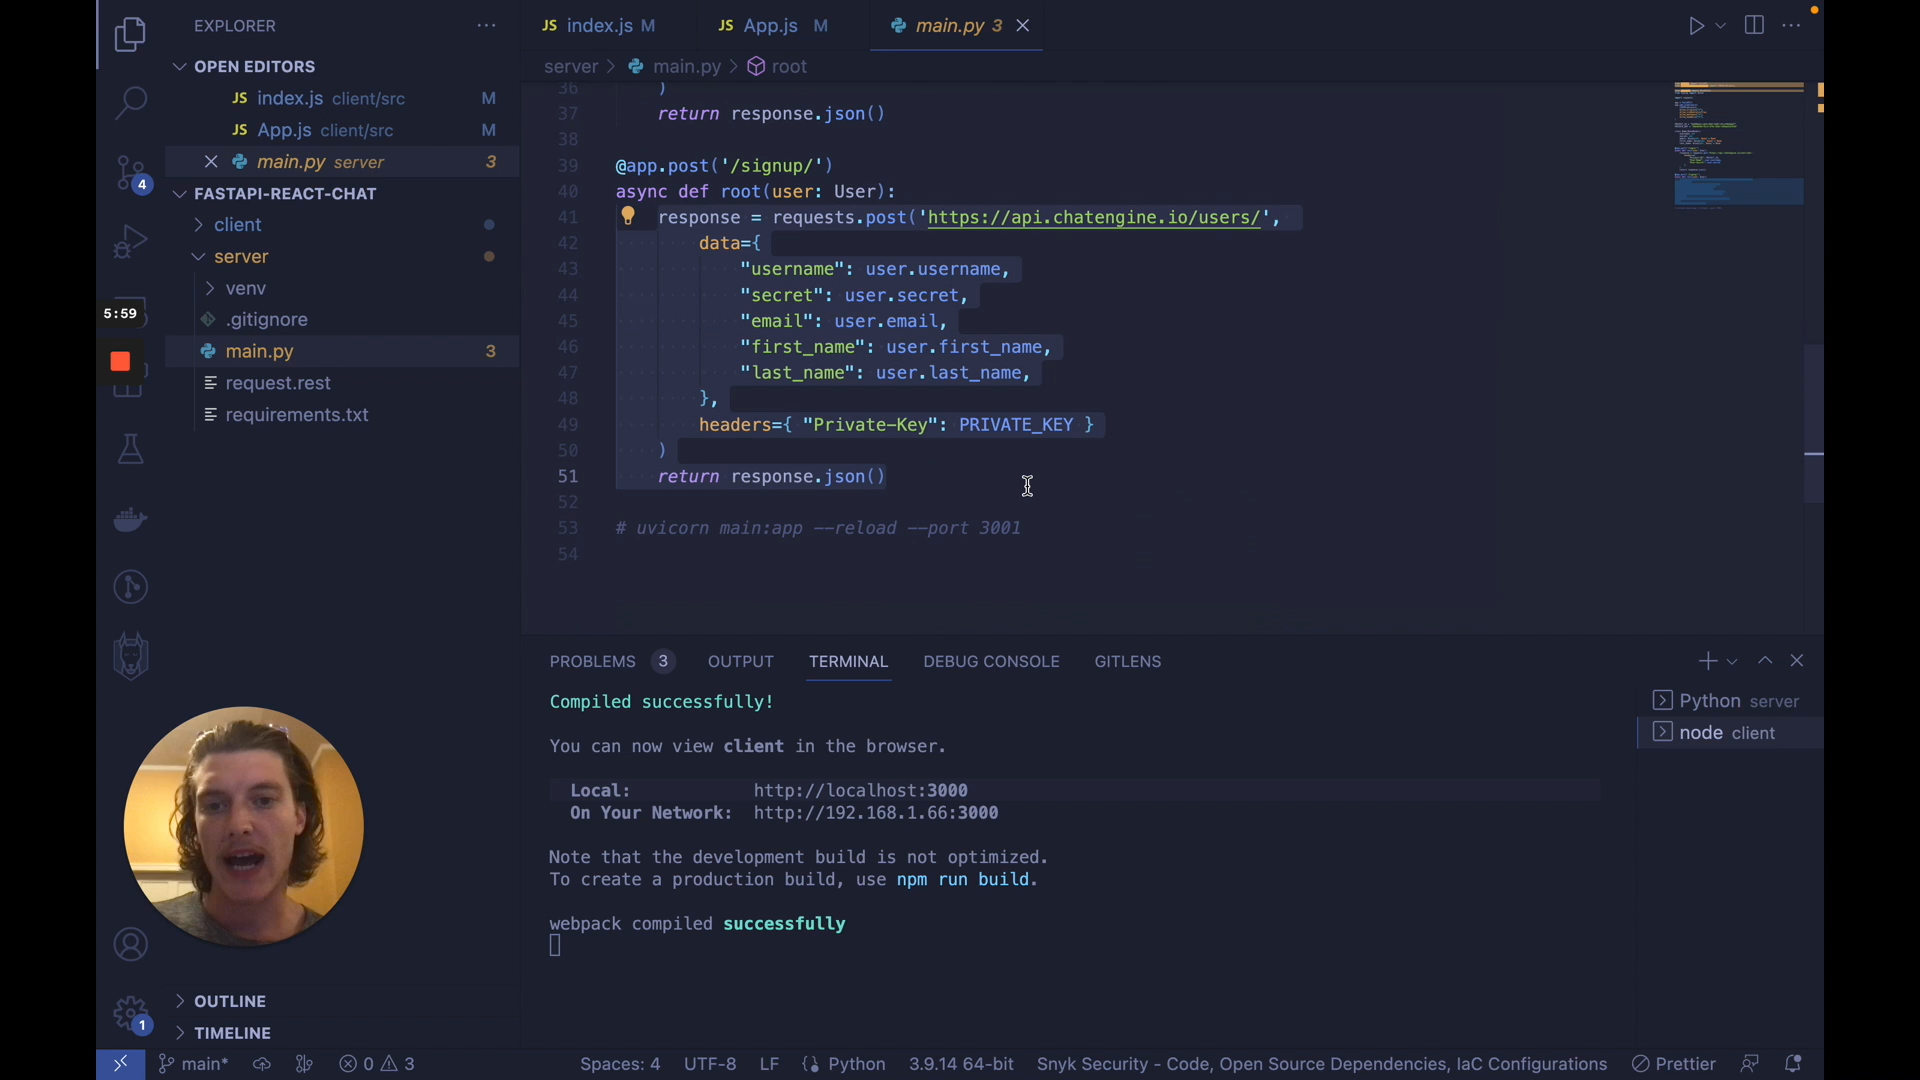 EXPLORER
OPEN EDITORS
JS index.js client/src M
JS App.js client/src M
main.py server 3
FASTAPI-REACT-CHAT
client
server
venv
.gitignore
main.py 3
request.rest
requirements.txt
OUTLINE
TIMELINE
4
5:59
1
JS index.js M
JS App.js M
main.py 3
server > main.py > root
36 )
37 return response.json()
38
39 @app.post('/signup/')
40 async def root(user: User):
41 response = requests.post('https://api.chatengine.io/users/',
42 data={
43 "username": user.username,
44 "secret": user.secret,
45 "email": user.email,
46 "first_name": user.first_name,
47 "last_name": user.last_name,
48 },
49 headers={ "Private-Key": PRIVATE_KEY }
50 )
51 return response.json()
52
53 # uvicorn main:app --reload --port 3001
54
PROBLEMS 3 OUTPUT TERMINAL DEBUG CONSOLE GITLENS
Compiled successfully!
You can now view client in the browser.
Local: http://localhost:3000
On Your Network: http://192.168.1.66:3000
Note that the development build is not optimized.
To create a production build, use npm run build.
webpack compiled successfully
Python server
node client
main* 0 3 Spaces: 4 UTF-8 LF Python 3.9.14 64-bit Snyk Security - Code, Open Source Dependencies, IaC Configurations Prettier